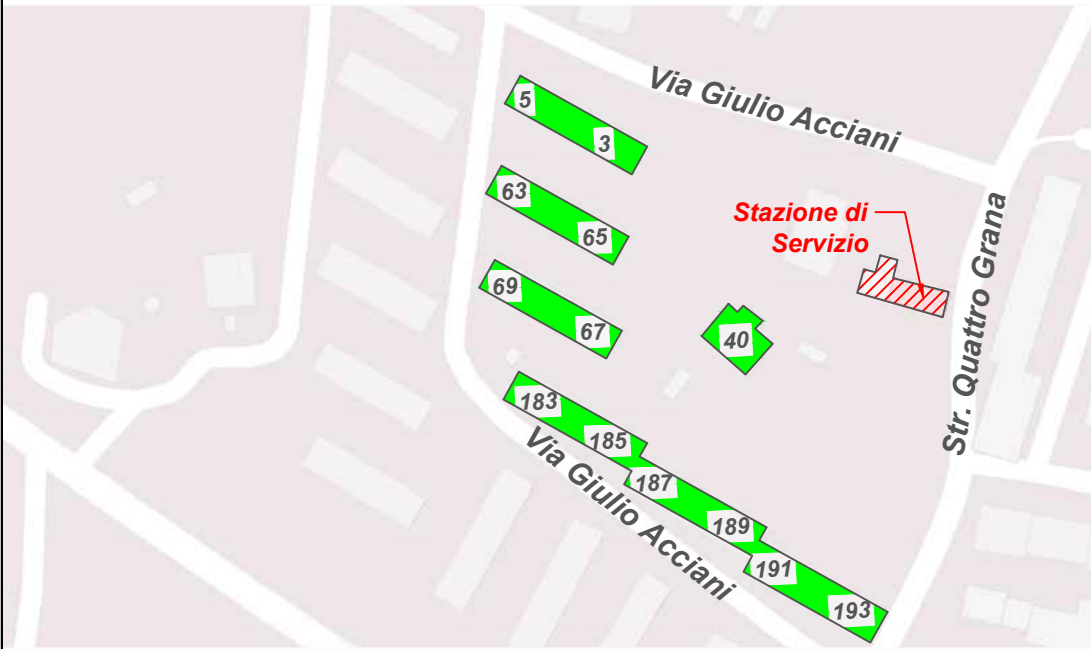 Via Giulio Acciani
5
3
63
65
Stazione di
Servizio
Str. Quattro Grana
69
67
40
183
185
Via Giulio Acciani
187
189
191
193